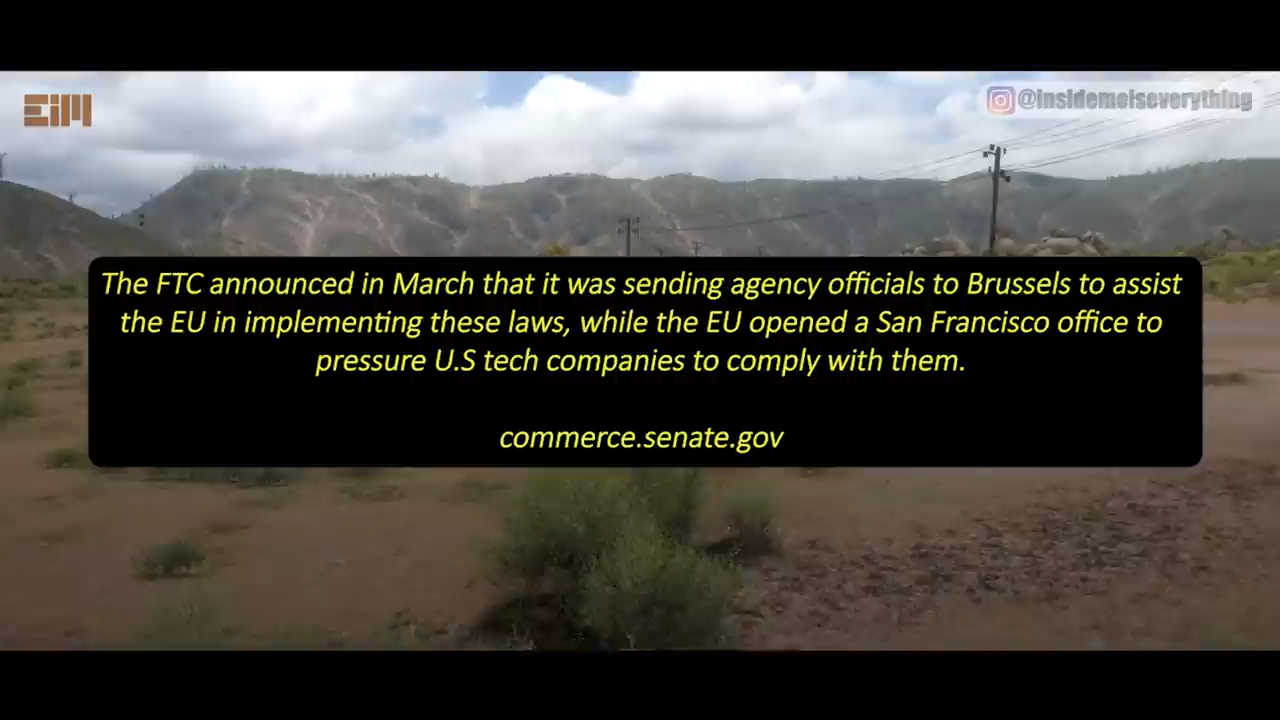 EiM
@insidemeiseverything
The FTC announced in March that it was sending agency officials to Brussels to assist
the EU in implementing these laws, while the EU opened a San Francisco office to
pressure U.S tech companies to comply with them.
commerce.senate.gov